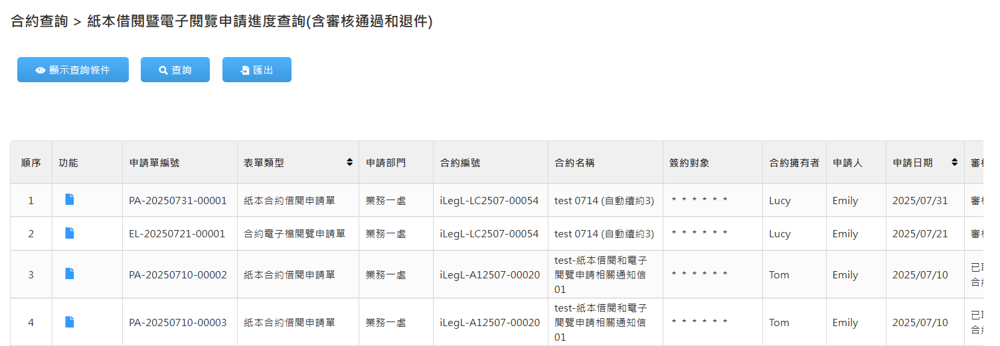 合約查詢 > 紙本借閱暨電子閱覽申請進度查詢(含審核通過和退件)
顯示查詢條件 查詢 匯出
順序 功能 申請單編號 表單類型 申請部門 合約編號 合約名稱 簽約對象 合約擁有者 申請人 申請日期 審
1 PA-20250731-00001 紙本合約借閱申請單 業務一處 iLegL-LC2507-00054 test 0714 (自動續約3) ****** Lucy Emily 2025/07/31 審
2 EL-20250721-00001 合約電子檔閱覽申請單 業務一處 iLegL-LC2507-00054 test 0714 (自動續約3) ****** Lucy Emily 2025/07/21 審
test-紙本借閱和電子 已
3 PA-20250710-00002 紙本合約借閱申請單 業務一處 iLegL-A12507-00020 閱覽申請相關通知信 ****** Tom Emily 2025/07/10 合
01
test-紙本借閱和電子 已
4 PA-20250710-00003 紙本合約借閱申請單 業務一處 iLegL-A12507-00020 閱覽申請相關通知信 ****** Tom Emily 2025/07/10 合
01